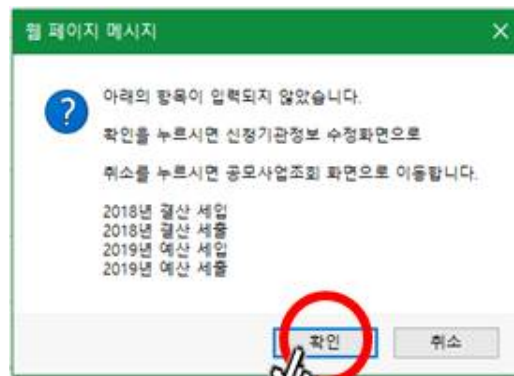 웹 페이지 메시지
아래의 항목이 입력되지 않았습니다.
확인을 누르시면 신청기관정보 수정화면으로
취소를 누르시면 공모사업조회 화면으로 이동합니다.
2018년 결산 세입
2018년 결산 세출
2019년 예산 세입
2019년 예산 세출
확인
취소